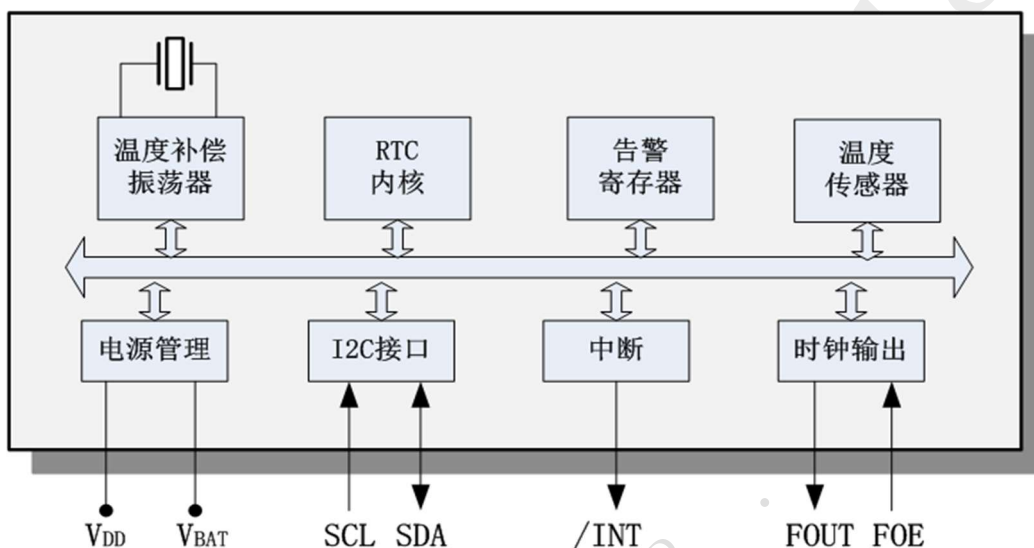 温度补偿
振荡器
RTC
内核
告警
寄存器
温度
传感器
电源管理
I2C接口
中断
时钟输出
VDD
VBAT
SCL
SDA
/INT
FOUT
FOE